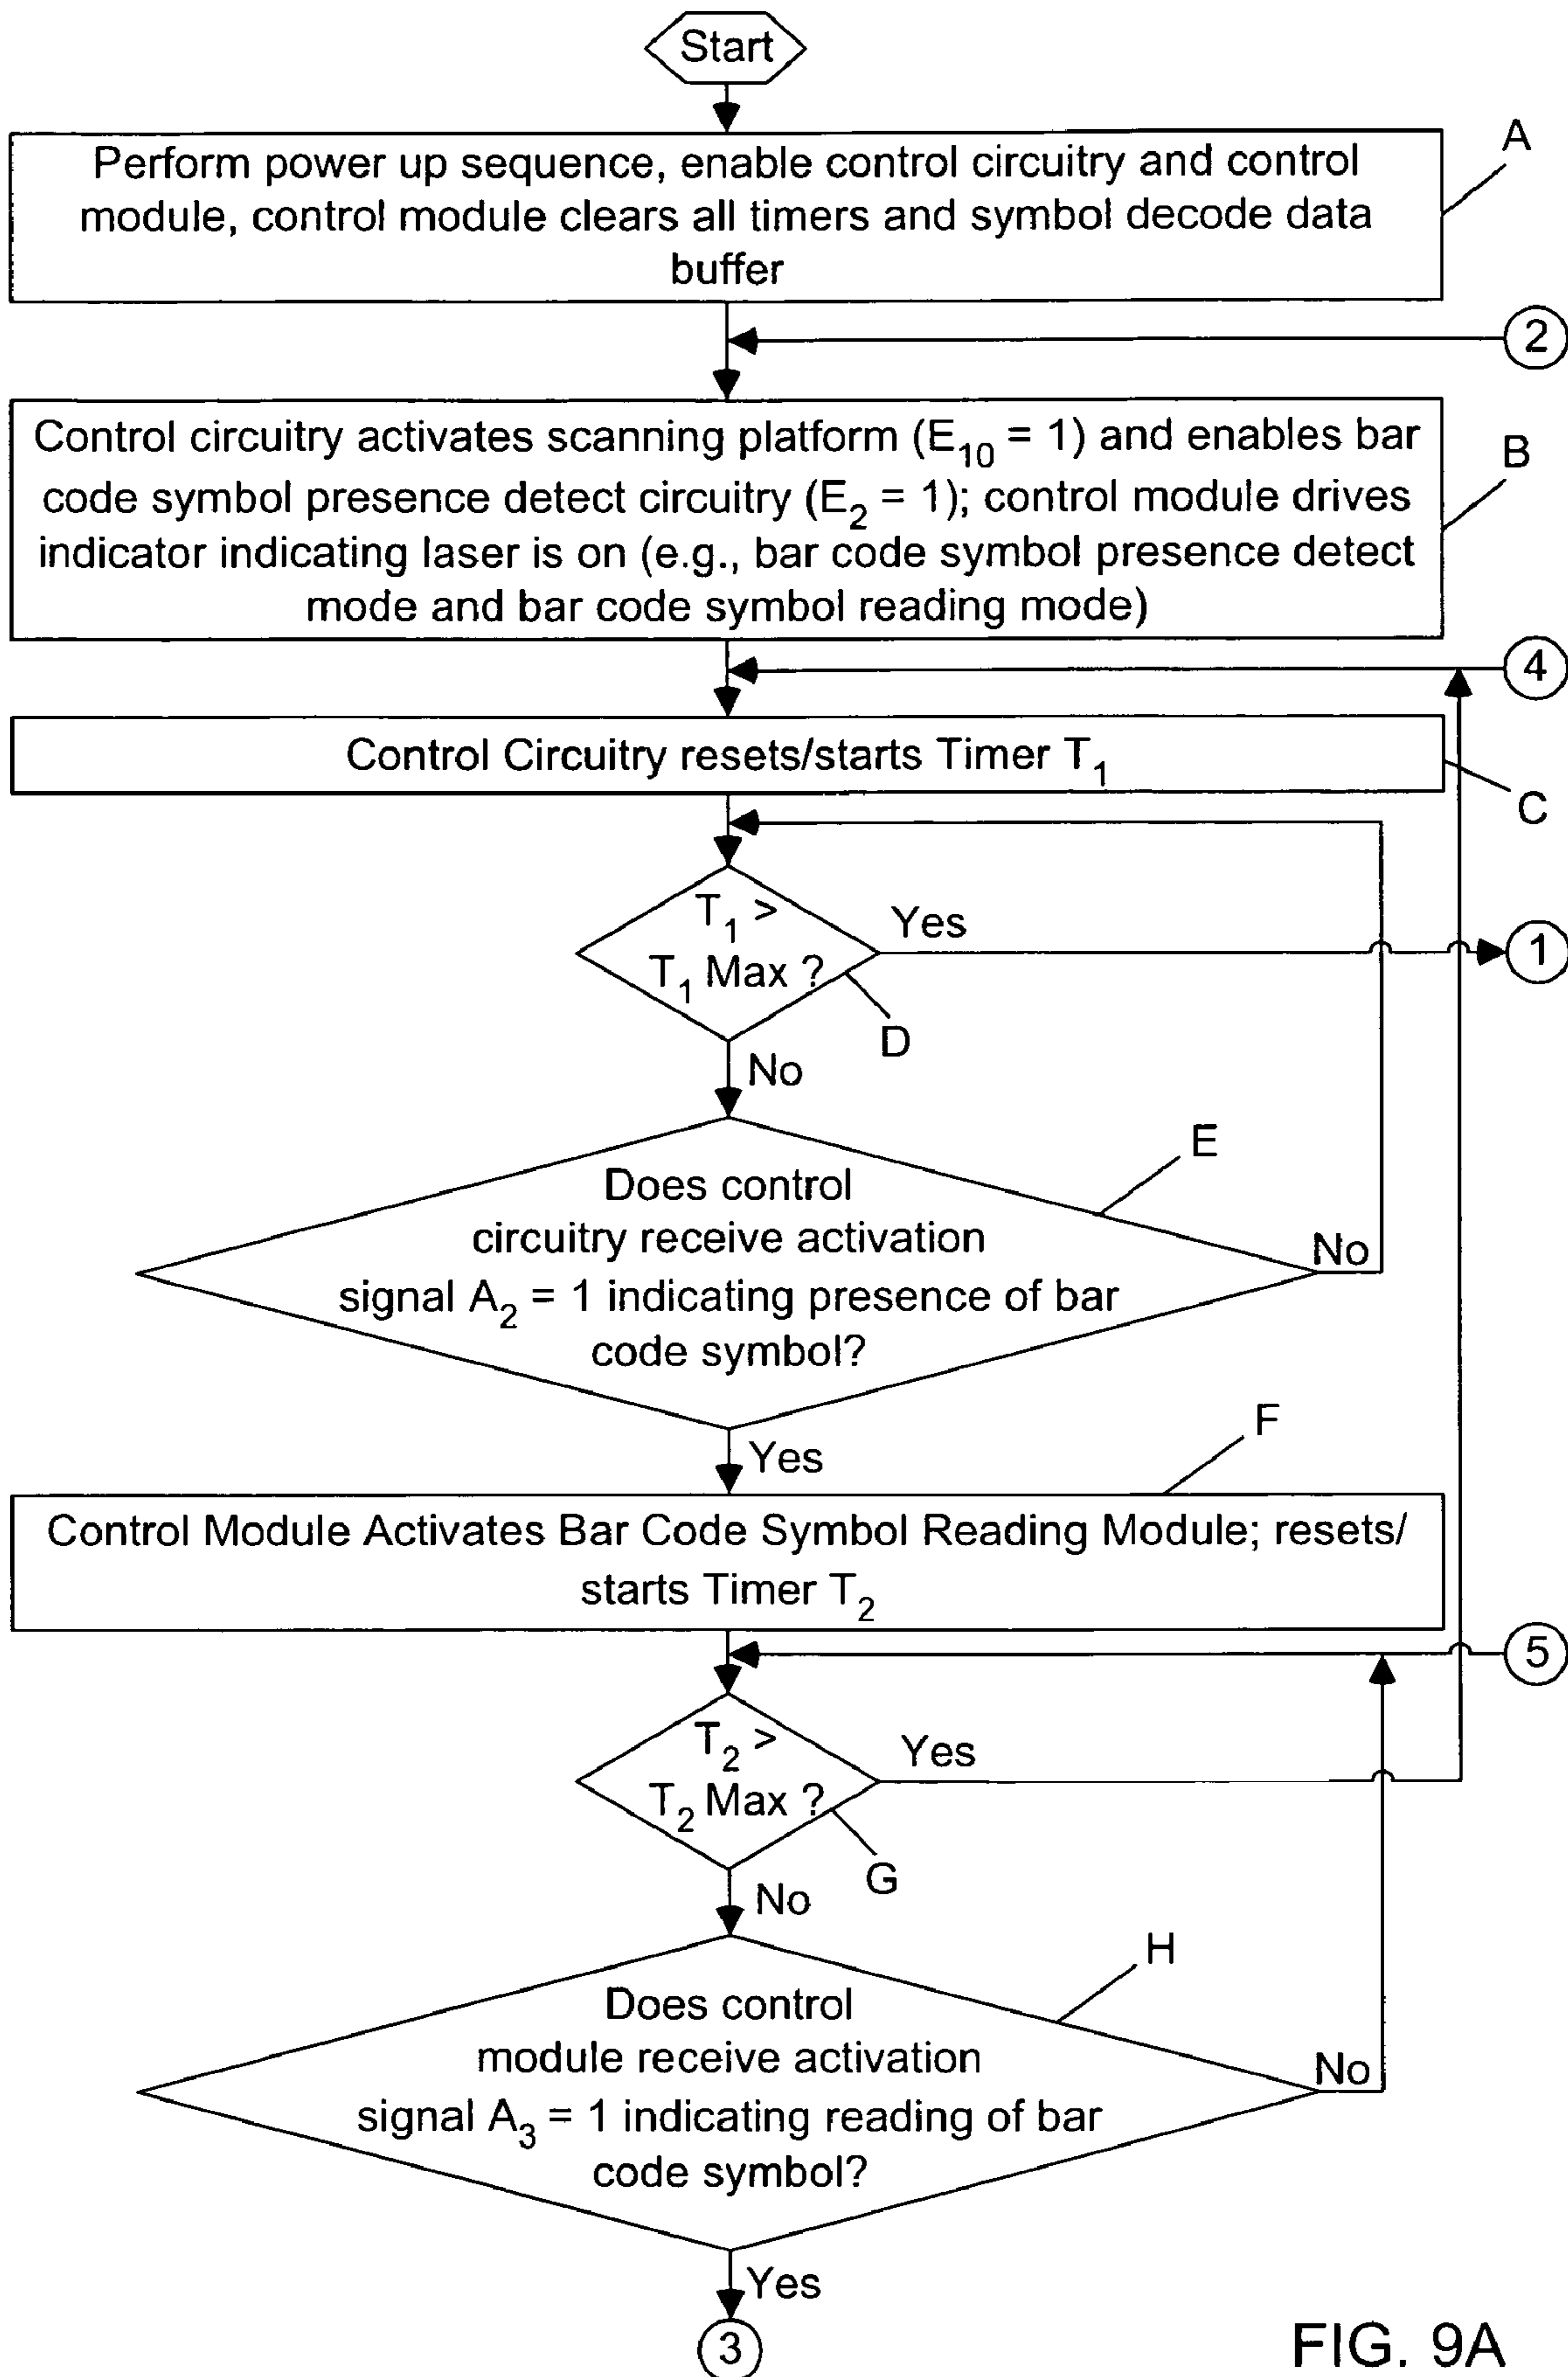 Start
A
Perform power up sequence, enable control circuitry and control
module, control module clears all timers and symbol decode data
buffer
2
Control circuitry activates scanning platform (E10 = 1) and enables bar
B
code symbol presence detect circuitry (E2 = 1); control module drives
indicator indicating laser is on (e.g., bar code symbol presence detect
mode and bar code symbol reading mode)
4
Control Circuitry resets/starts Timer T1
C
T1 >
T1 Max ?
Yes
1
D
No
E
Does control
circuitry receive activation
signal A2 = 1 indicating presence of bar
code symbol?
No
Yes
F
Control Module Activates Bar Code Symbol Reading Module; resets/
starts Timer T2
5
T2 >
T2 Max ?
Yes
G
No
H
Does control
module receive activation
signal A3 = 1 indicating reading of bar
code symbol?
No
Yes
3
FIG. 9A